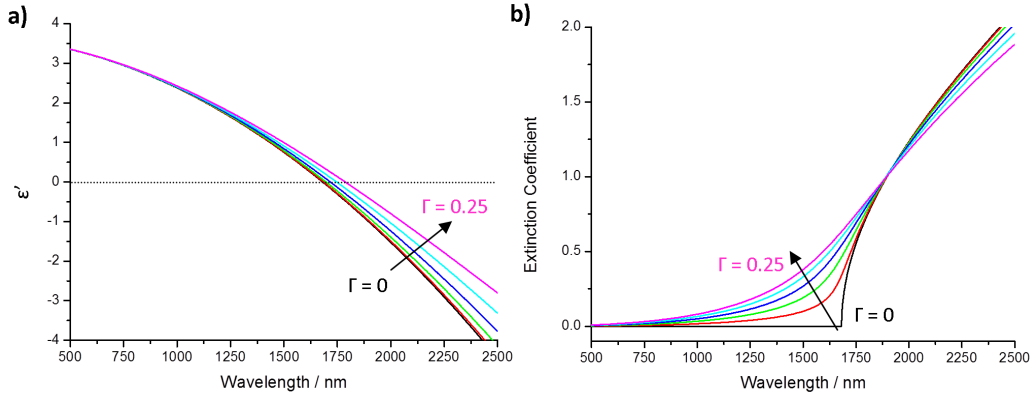 a)
4
3
2
1
0
-1
-2
-3
-4
ε'
Γ = 0.25
Γ = 0
500 750 1000 1250 1500 1750 2000 2250 2500
Wavelength / nm
b)
2.0
1.5
1.0
0.5
0.0
Extinction Coefficient
Γ = 0.25
Γ = 0
500 750 1000 1250 1500 1750 2000 2250 2500
Wavelength / nm